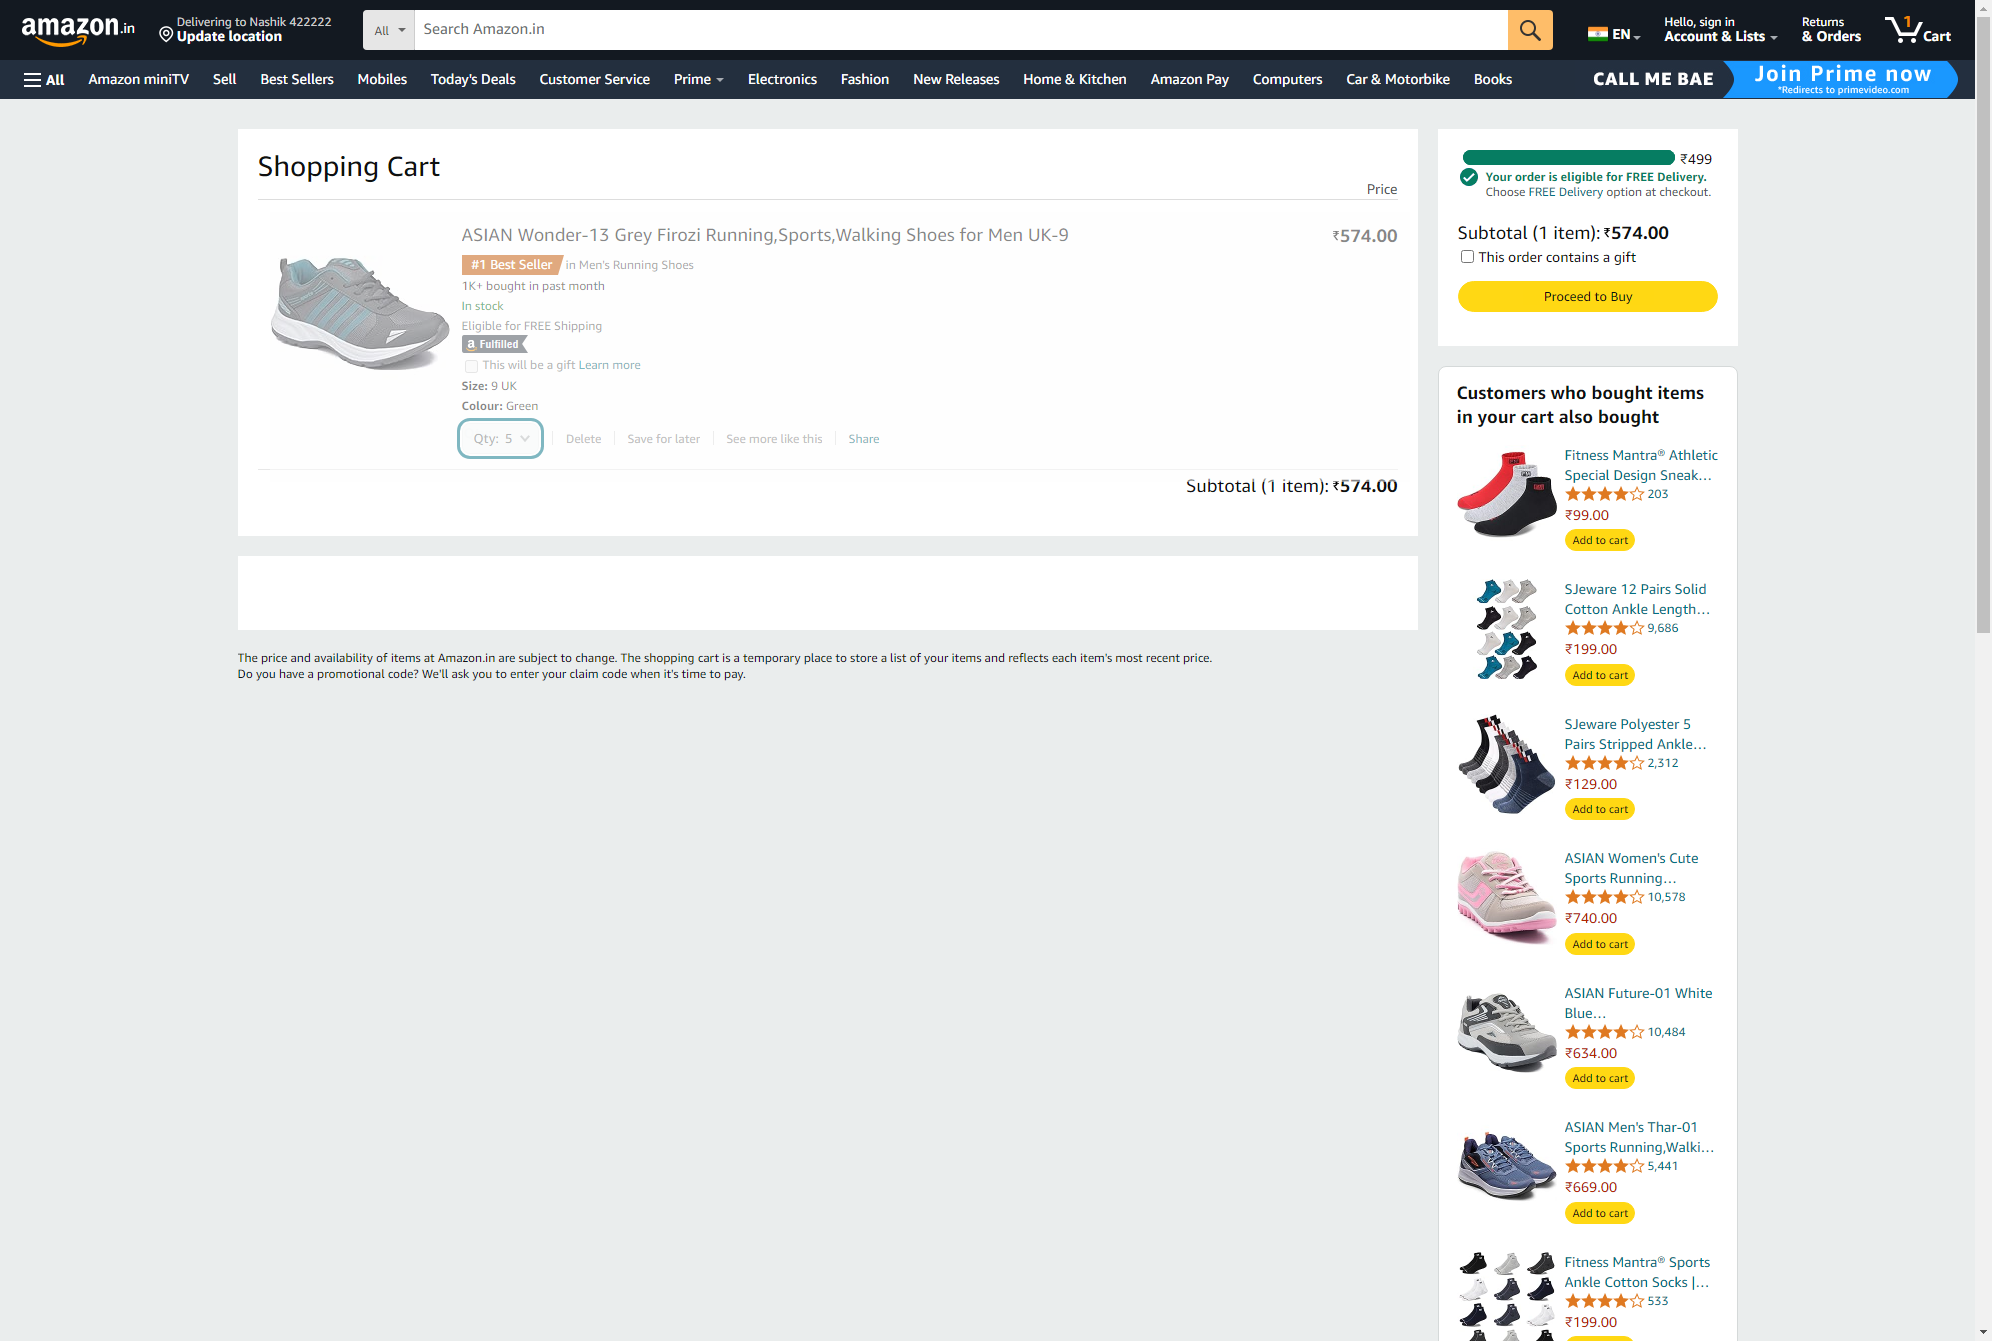 amazon.in
Delivering to Nashik 422222
Update location
All
Search Amazon.in
EN
Hello, sign in
Account & Lists
Returns
& Orders
1
Cart
All
Amazon miniTV
Sell
Best Sellers
Mobiles
Today's Deals
Customer Service
Prime
Electronics
Fashion
New Releases
Home & Kitchen
Amazon Pay
Computers
Car & Motorbike
Books
CALL ME BAE
Join Prime now
*Redirects to primevideo.com
Shopping Cart
Price
ASIAN Wonder-13 Grey Firozi Running,Sports,Walking Shoes for Men UK-9
₹574.00
#1 Best Seller in Men's Running Shoes
1K+ bought in past month
In stock
Eligible for FREE Shipping
a Fulfilled
This will be a gift Learn more
Size: 9 UK
Colour: Green
Qty: 5
Delete
Save for later
See more like this
Share
Subtotal (1 item): ₹574.00
The price and availability of items at Amazon.in are subject to change. The shopping cart is a temporary place to store a list of your items and reflects each item's most recent price.
Do you have a promotional code? We'll ask you to enter your claim code when it's time to pay.
₹499
Your order is eligible for FREE Delivery.
Choose FREE Delivery option at checkout.
Subtotal (1 item): ₹574.00
This order contains a gift
Proceed to Buy
Customers who bought items
in your cart also bought
Fitness Mantra® Athletic
Special Design Sneak…
203
₹99.00
Add to cart
SJeware 12 Pairs Solid
Cotton Ankle Length…
9,686
₹199.00
Add to cart
SJeware Polyester 5
Pairs Stripped Ankle…
2,312
₹129.00
Add to cart
ASIAN Women's Cute
Sports Running…
10,578
₹740.00
Add to cart
ASIAN Future-01 White
Blue…
10,484
₹634.00
Add to cart
ASIAN Men's Thar-01
Sports Running,Walki…
5,441
₹669.00
Add to cart
Fitness Mantra® Sports
Ankle Cotton Socks |…
533
₹199.00